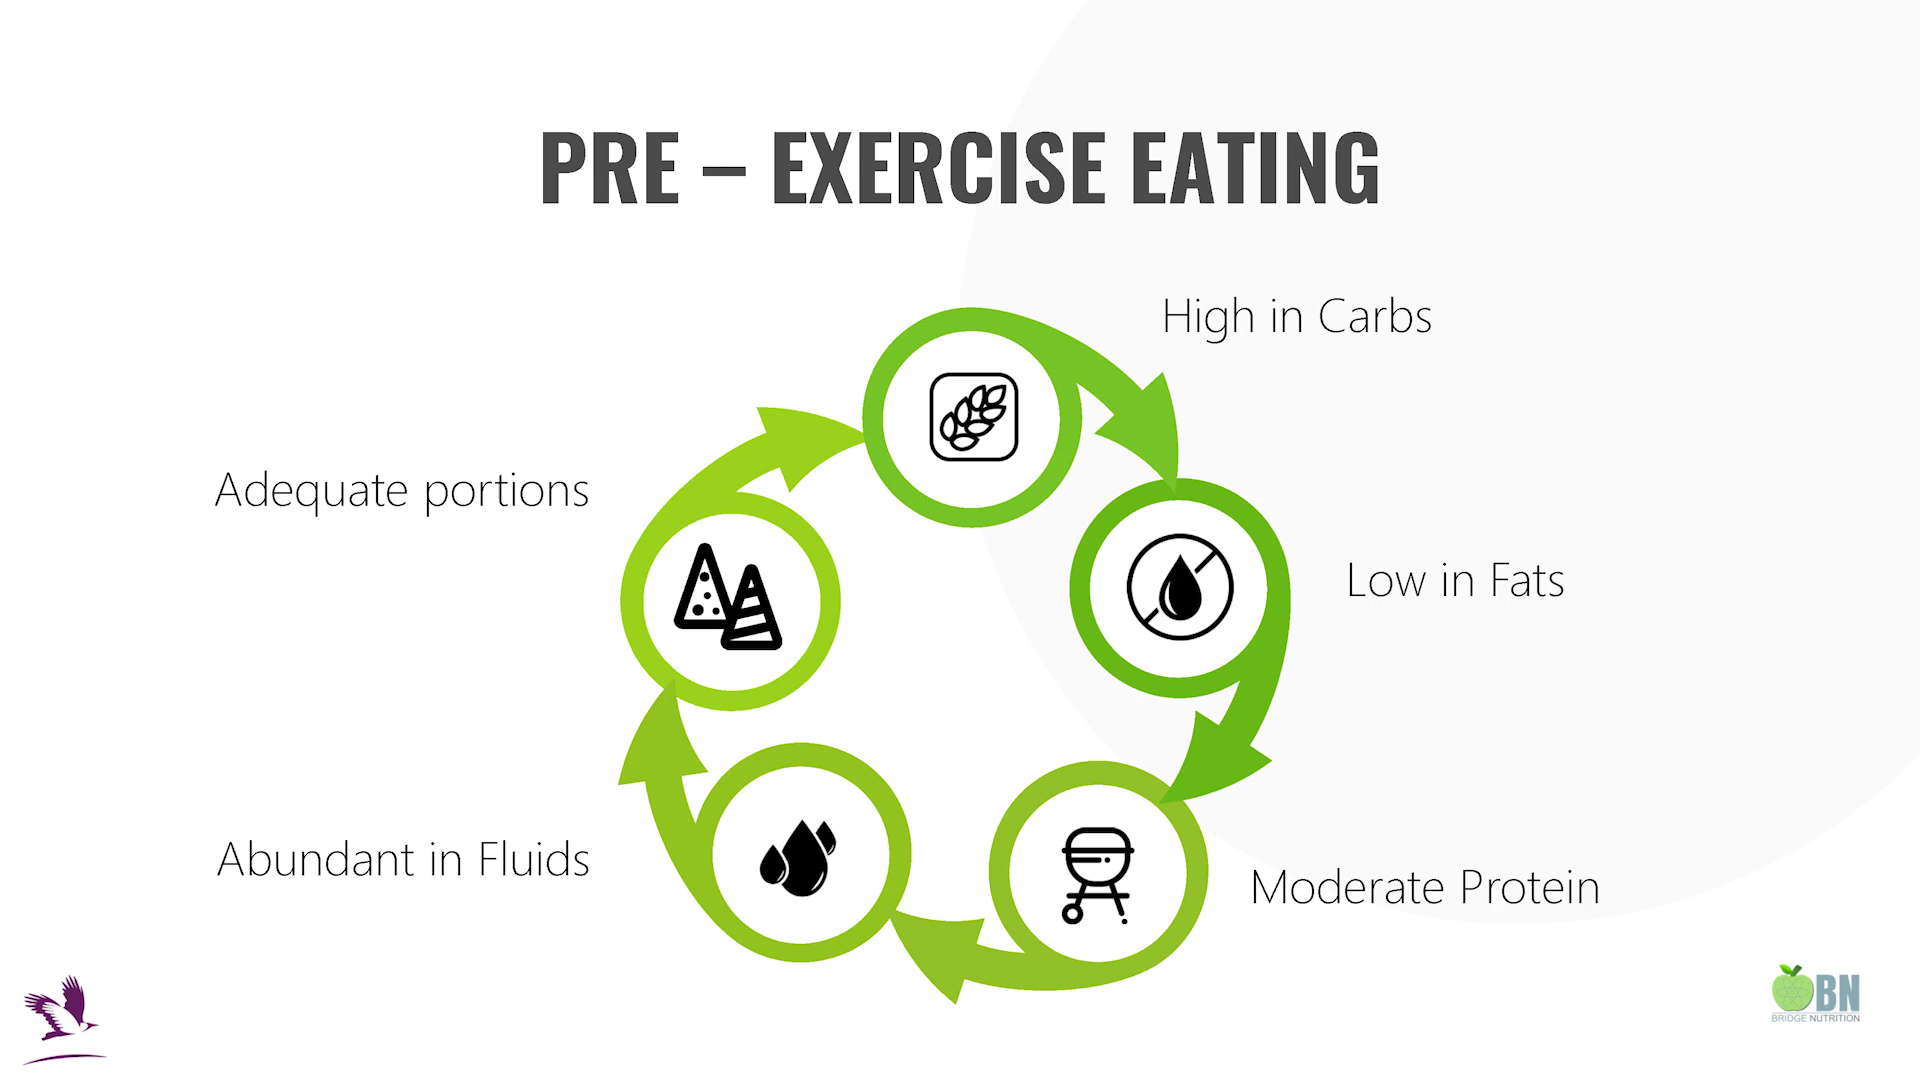 PRE – EXERCISE EATING
High in Carbs
Adequate portions
Low in Fats
Abundant in Fluids
Moderate Protein
BN
BRIDGE NUTRITION